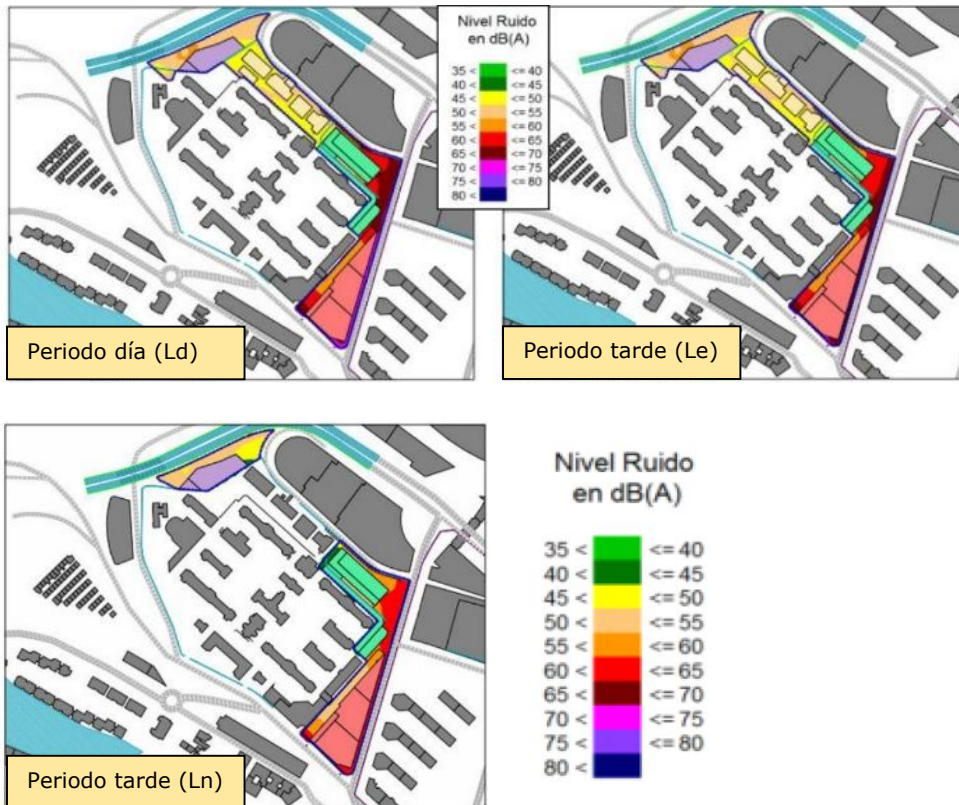 Nivel Ruido
en dB(A)
35 < <= 40
40 < <= 45
45 < <= 50
50 < <= 55
55 < <= 60
60 < <= 65
65 < <= 70
70 < <= 75
75 < <= 80
80 <
Periodo día (Ld)
Periodo tarde (Le)
Nivel Ruido
en dB(A)
35 < <= 40
40 < <= 45
45 < <= 50
50 < <= 55
55 < <= 60
60 < <= 65
65 < <= 70
70 < <= 75
75 < <= 80
80 <
Periodo tarde (Ln)